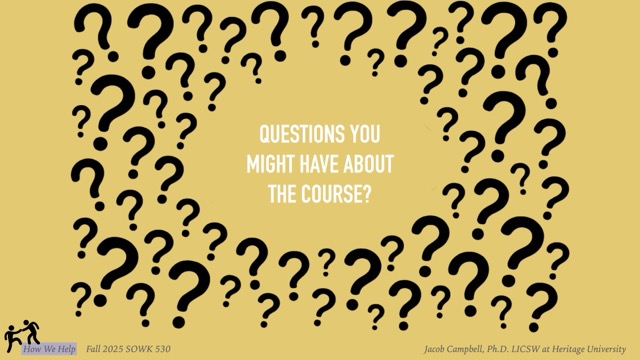 QUESTIONS YOU
MIGHT HAVE ABOUT
THE COURSE?
How We Help Fall 2025 SOWK 530 Jacob Campbell, Ph.D. LICSW at Heritage University